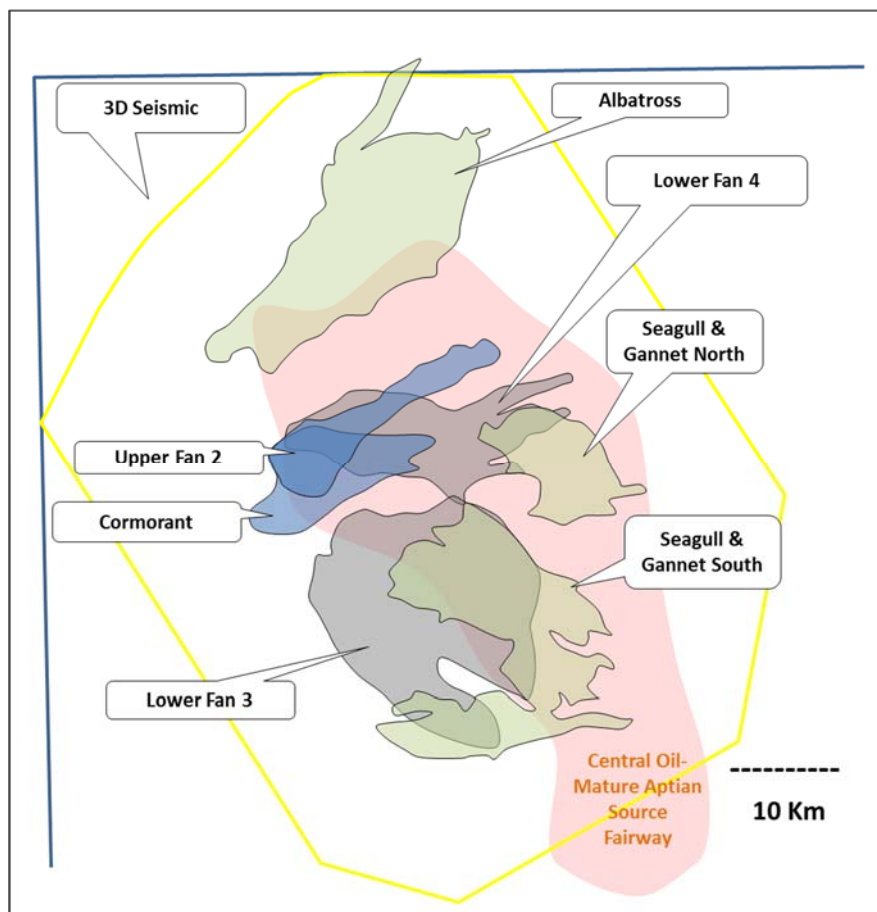 3D Seismic
Albatross
Lower Fan 4
Seagull &
Gannet North
Upper Fan 2
Cormorant
Seagull &
Gannet South
Lower Fan 3
Central Oil-
Mature Aptian
Source
Fairway
10 Km